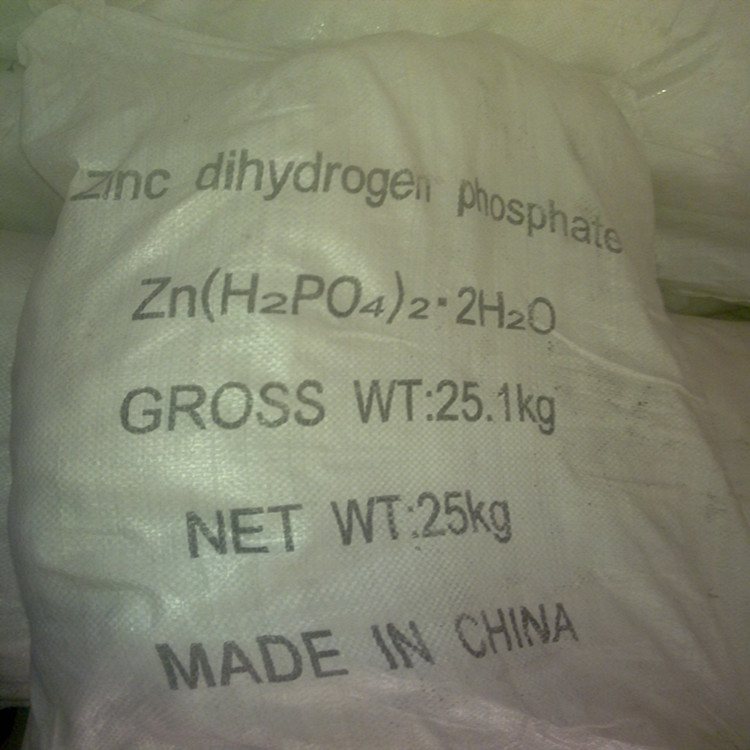 zinc dihydrogen phosphate
Zn(H₂PO₄)₂·2H₂O
GROSS WT:25.1kg
NET WT:25kg
MADE IN CHINA